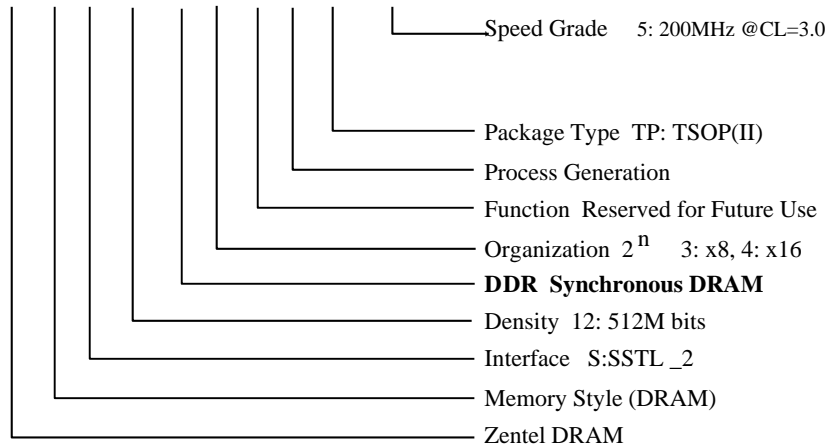 Speed Grade 5: 200MHz @CL=3.0
Package Type TP: TSOP(II)
Process Generation
Function Reserved for Future Use
Organization 2^n 3: x8, 4: x16
DDR Synchronous DRAM
Density 12: 512M bits
Interface S:SSTL _2
Memory Style (DRAM)
Zentel DRAM